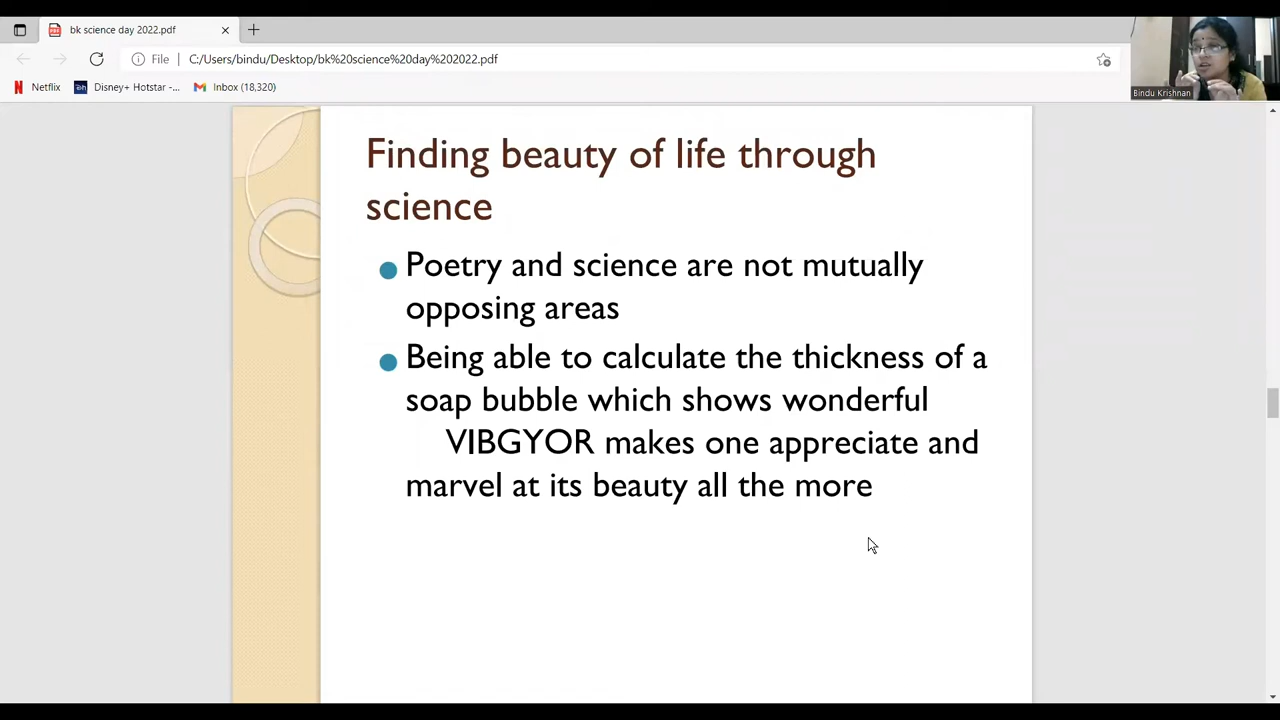 bk science day 2022.pdf
File
C:/Users/bindu/Desktop/bk%20science%20day%202022.pdf
Netflix
Disney+ Hotstar -...
Inbox (18,320)
Bindu Krishnan
Finding beauty of life through
science
Poetry and science are not mutually
opposing areas
Being able to calculate the thickness of a
soap bubble which shows wonderful
VIBGYOR makes one appreciate and
marvel at its beauty all the more